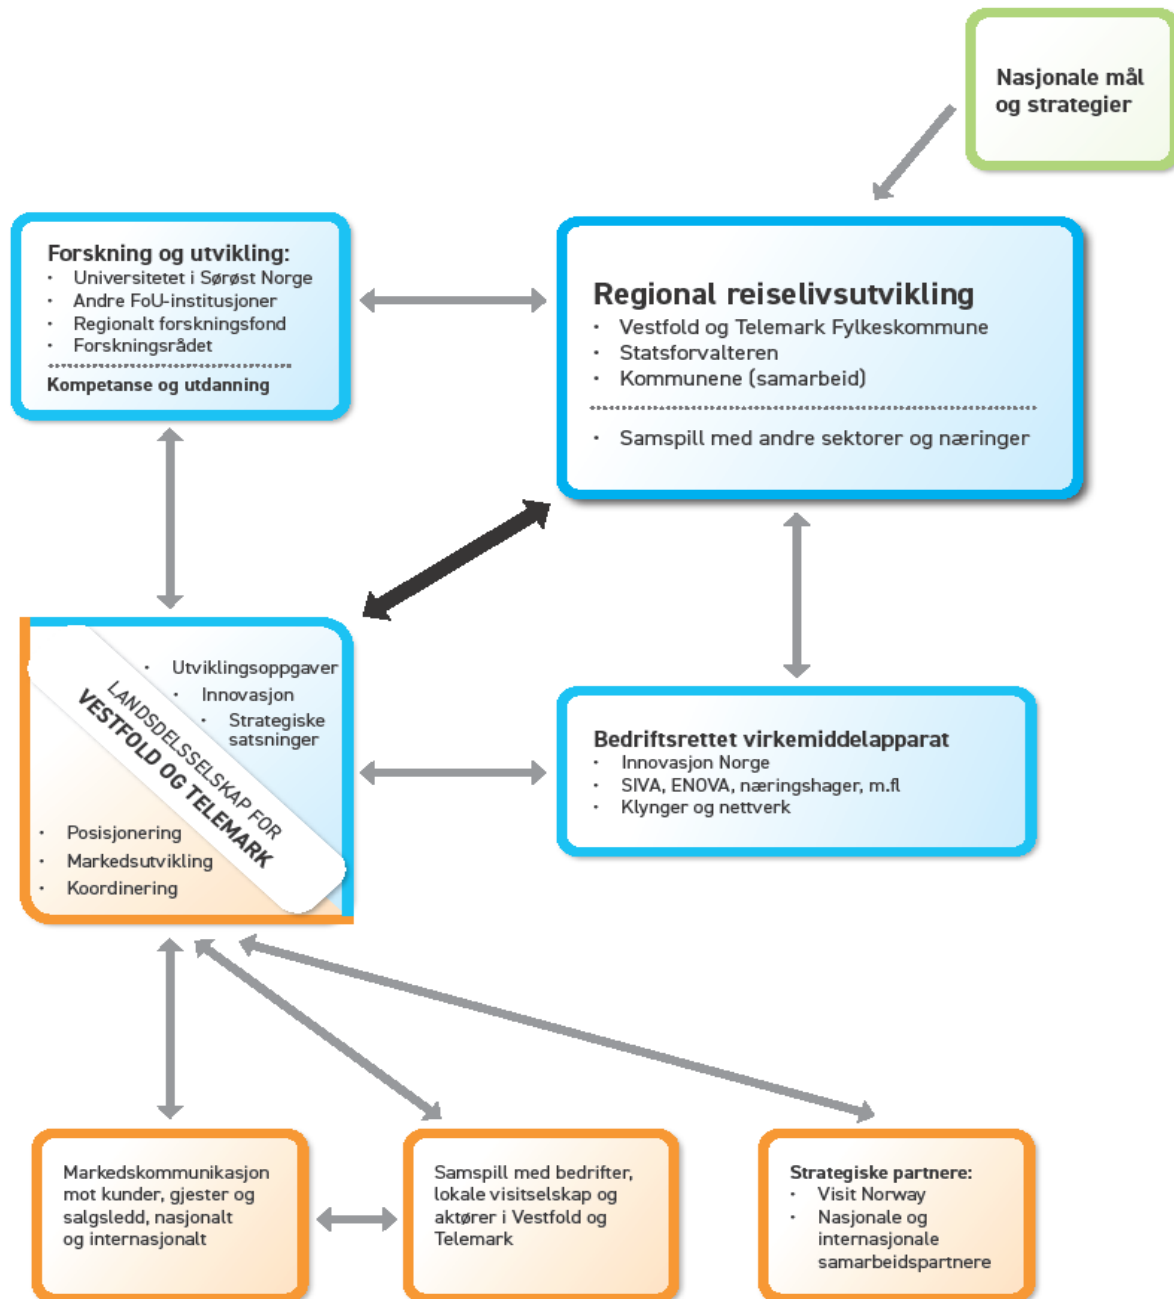 Nasjonale mål
og strategier
Forskning og utvikling:
• Universitetet i Sørøst Norge
• Andre FoU-institusjoner
• Regionalt forskningsfond
• Forskningsrådet
Kompetanse og utdanning
Regional reiselivsutvikling
• Vestfold og Telemark Fylkeskommune
• Statsforvalteren
• Kommunene (samarbeid)
• Samspill med andre sektorer og næringer
• Utviklingsoppgaver
• Innovasjon
• Strategiske
satsninger
LANDSDELSSELSKAP FOR
VESTFOLD OG TELEMARK
• Posisjonering
• Markedsutvikling
• Koordinering
Bedriftsrettet virkemiddelapparat
• Innovasjon Norge
• SIVA, ENOVA, næringshager, m.fl
• Klynger og nettverk
Markedskommunikasjon
mot kunder, gjester og
salgsledd, nasjonalt
og internasjonalt
Samspill med bedrifter,
lokale visitselskap og
aktører i Vestfold og
Telemark
Strategiske partnere:
• Visit Norway
• Nasjonale og
internasjonale
samarbeidspartnere